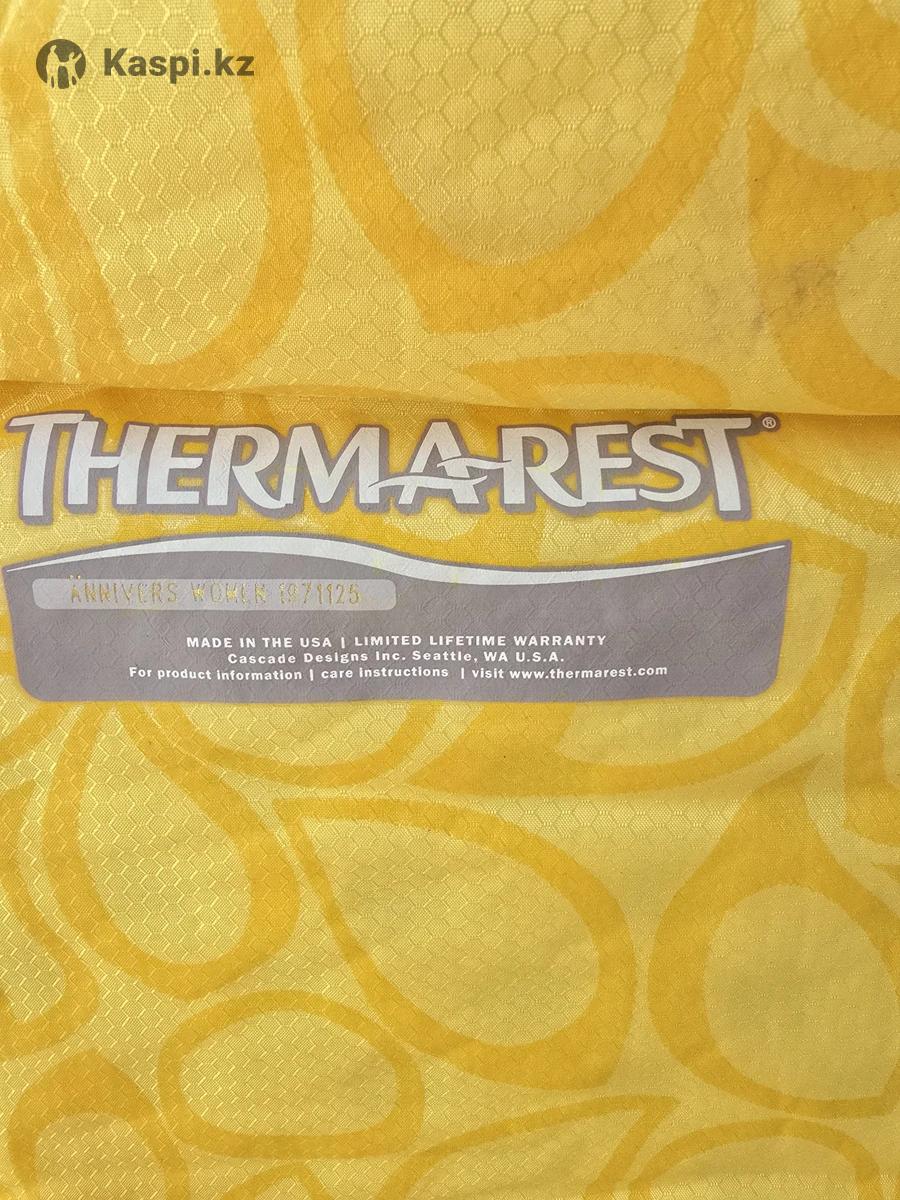 Kaspi.kz
THERM-A-REST®
ANNIVERS WOMEN 1971125
MADE IN THE USA | LIMITED LIFETIME WARRANTY
Cascade Designs Inc. Seattle, WA U.S.A.
For product information | care instructions | visit www.thermarest.com